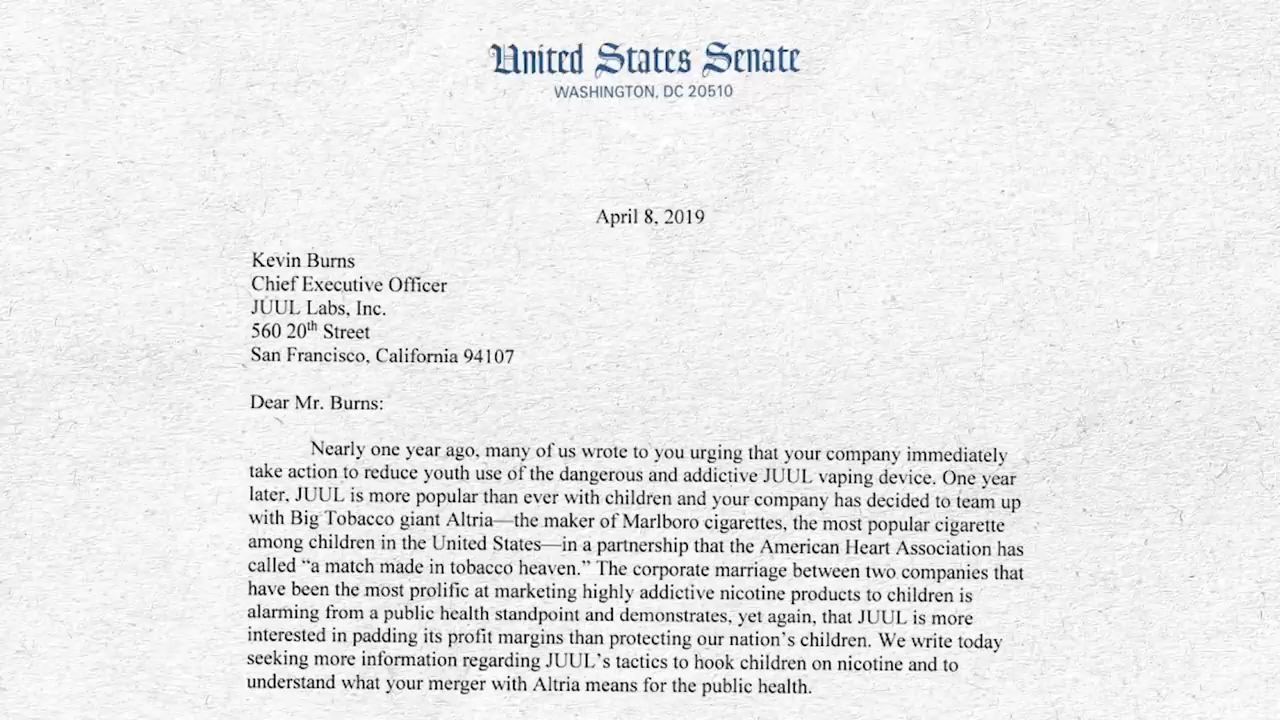 United States Senate
WASHINGTON, DC 20510
April 8, 2019
Kevin Burns
Chief Executive Officer
JUUL Labs, Inc.
560 20th Street
San Francisco, California 94107
Dear Mr. Burns:
Nearly one year ago, many of us wrote to you urging that your company immediately
take action to reduce youth use of the dangerous and addictive JUUL vaping device. One year
later, JUUL is more popular than ever with children and your company has decided to team up
with Big Tobacco giant Altria—the maker of Marlboro cigarettes, the most popular cigarette
among children in the United States—in a partnership that the American Heart Association has
called “a match made in tobacco heaven.” The corporate marriage between two companies that
have been the most prolific at marketing highly addictive nicotine products to children is
alarming from a public health standpoint and demonstrates, yet again, that JUUL is more
interested in padding its profit margins than protecting our nation’s children. We write today
seeking more information regarding JUUL’s tactics to hook children on nicotine and to
understand what your merger with Altria means for the public health.